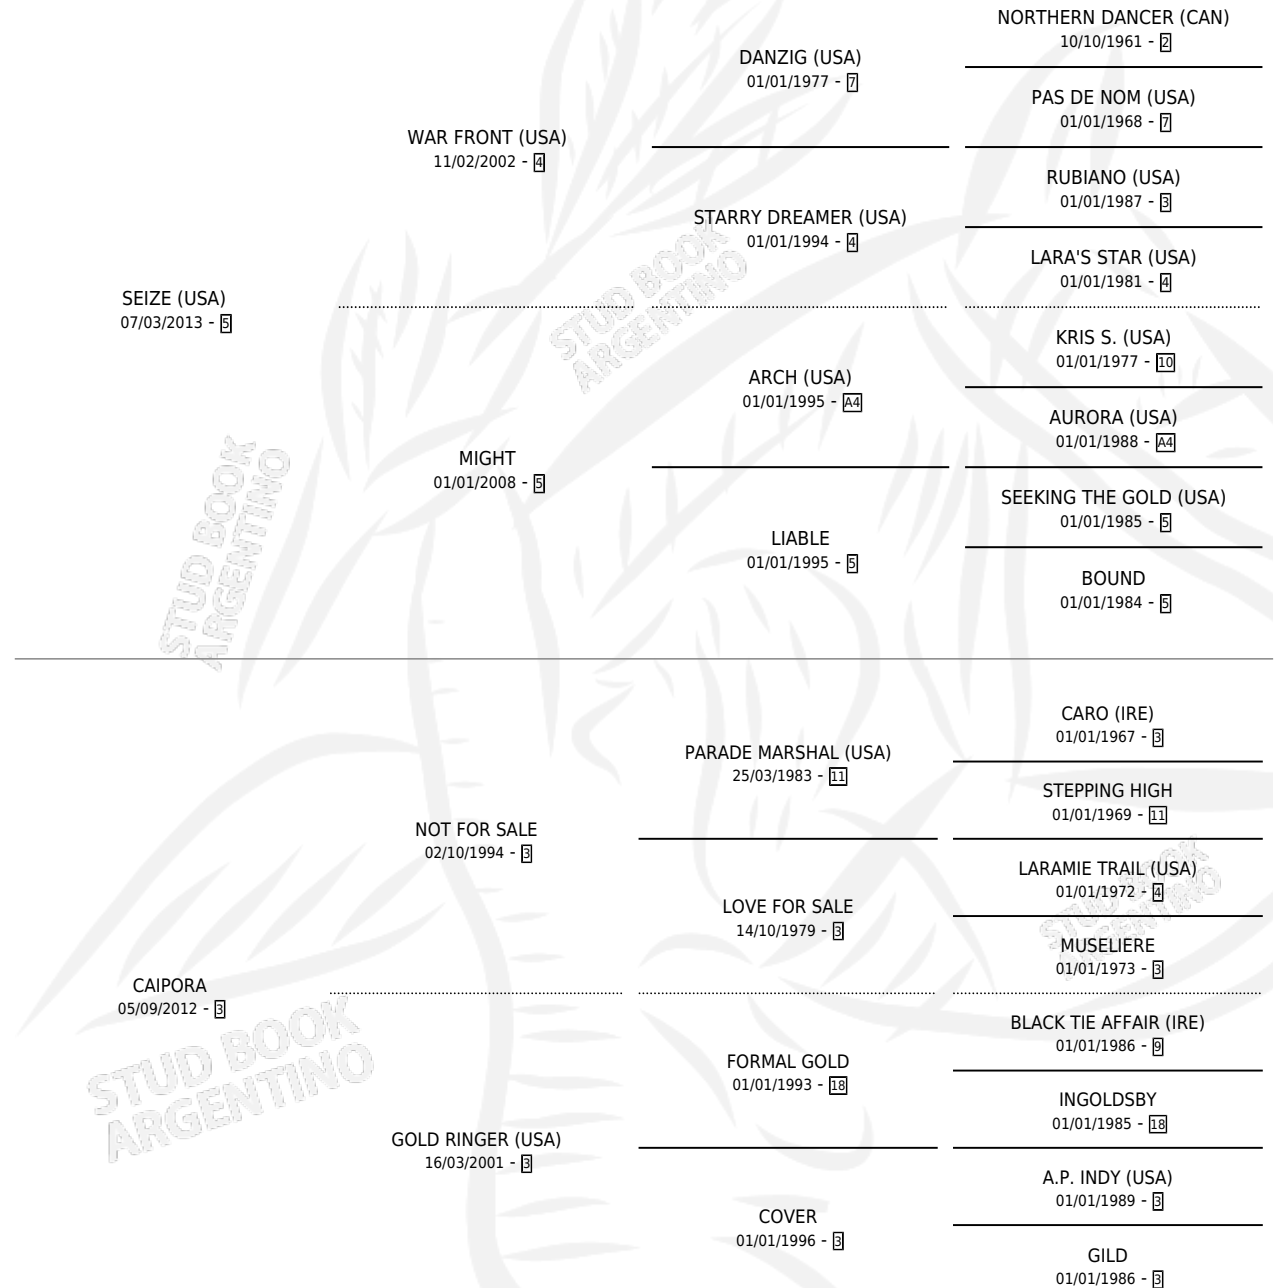 NORTHERN DANCER (CAN)
10/10/1961 - 2
DANZIG (USA)
01/01/1977 - 7
PAS DE NOM (USA)
01/01/1968 - 7
WAR FRONT (USA)
11/02/2002 - 4
RUBIANO (USA)
01/01/1987 - 3
STARRY DREAMER (USA)
01/01/1994 - 4
LARA'S STAR (USA)
01/01/1981 - 4
SEIZE (USA)
07/03/2013 - 5
STUD BOOK
ARGENTINO
KRIS S. (USA)
01/01/1977 - 10
ARCH (USA)
01/01/1995 - A4
AURORA (USA)
01/01/1988 - A4
MIGHT
01/01/2008 - 5
SEEKING THE GOLD (USA)
01/01/1985 - 5
LIABLE
01/01/1995 - 5
BOUND
01/01/1984 - 5
STUD BOOK
ARGENTINO
CARO (IRE)
01/01/1967 - 3
PARADE MARSHAL (USA)
25/03/1983 - 11
STEPPING HIGH
01/01/1969 - 11
NOT FOR SALE
02/10/1994 - 3
LARAMIE TRAIL (USA)
01/01/1972 - 4
LOVE FOR SALE
14/10/1979 - 3
MUSELIERE
01/01/1973 - 3
STUD BOOK
ARGENTINO
CAIPORA
05/09/2012 - 3
BLACK TIE AFFAIR (IRE)
01/01/1986 - 9
FORMAL GOLD
01/01/1993 - 18
INGOLDSBY
01/01/1985 - 18
GOLD RINGER (USA)
16/03/2001 - 3
A.P. INDY (USA)
01/01/1989 - 3
COVER
01/01/1996 - 3
GILD
01/01/1986 - 3
STUD BOOK
ARGENTINO